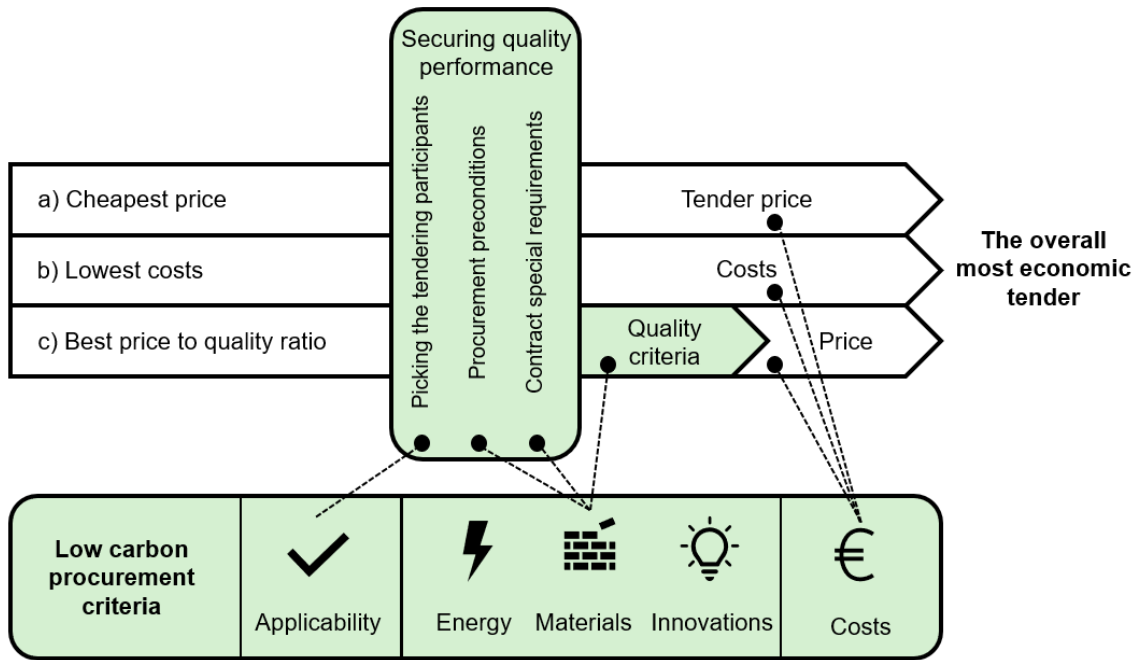 Securing quality
performance
Picking the tendering participants
Procurement preconditions
Contract special requirements
a) Cheapest price
Tender price
b) Lowest costs
Costs
c) Best price to quality ratio
Quality
criteria
Price
The overall
most economic
tender
Low carbon
procurement
criteria
Applicability
Energy
Materials
Innovations
Costs